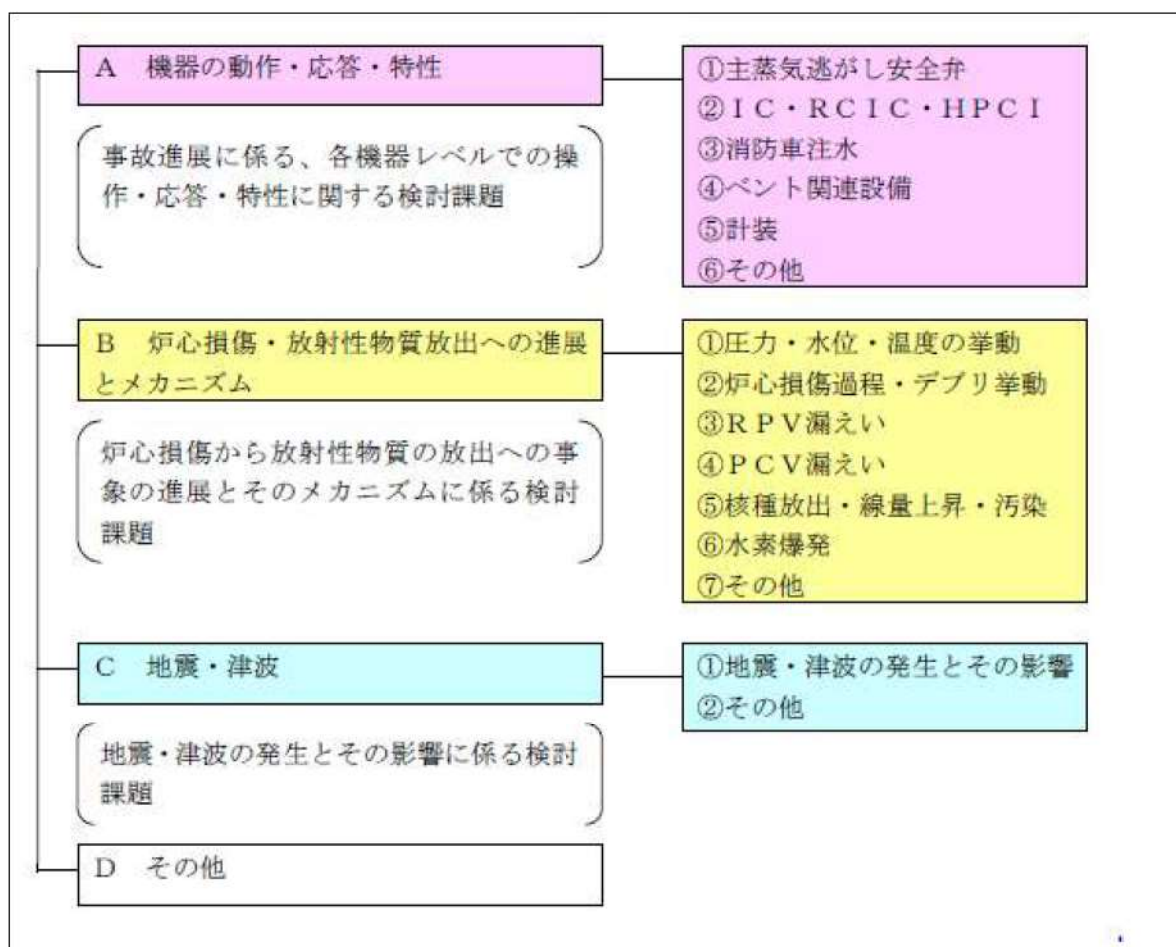 A 機器の動作・応答・特性
事故進展に係る、各機器レベルでの操
作・応答・特性に関する検討課題
①主蒸気逃がし安全弁
②IC・RCIC・HPCI
③消防車注水
④ベント関連設備
⑤計装
⑥その他
B 炉心損傷・放射性物質放出への進展
とメカニズム
炉心損傷から放射性物質の放出への事
象の進展とそのメカニズムに係る検討
課題
①圧力・水位・温度の挙動
②炉心損傷過程・デブリ挙動
③RPV漏えい
④PCV漏えい
⑤核種放出・線量上昇・汚染
⑥水素爆発
⑦その他
C 地震・津波
地震・津波の発生とその影響に係る検討
課題
①地震・津波の発生とその影響
②その他
D その他